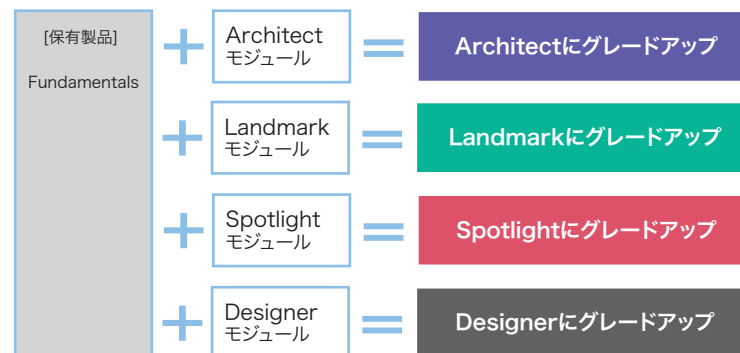 [保有製品]
Fundamentals
Architect
モジュール
Architectにグレードアップ
Landmark
モジュール
Landmarkにグレードアップ
Spotlight
モジュール
Spotlightにグレードアップ
Designer
モジュール
Designerにグレードアップ